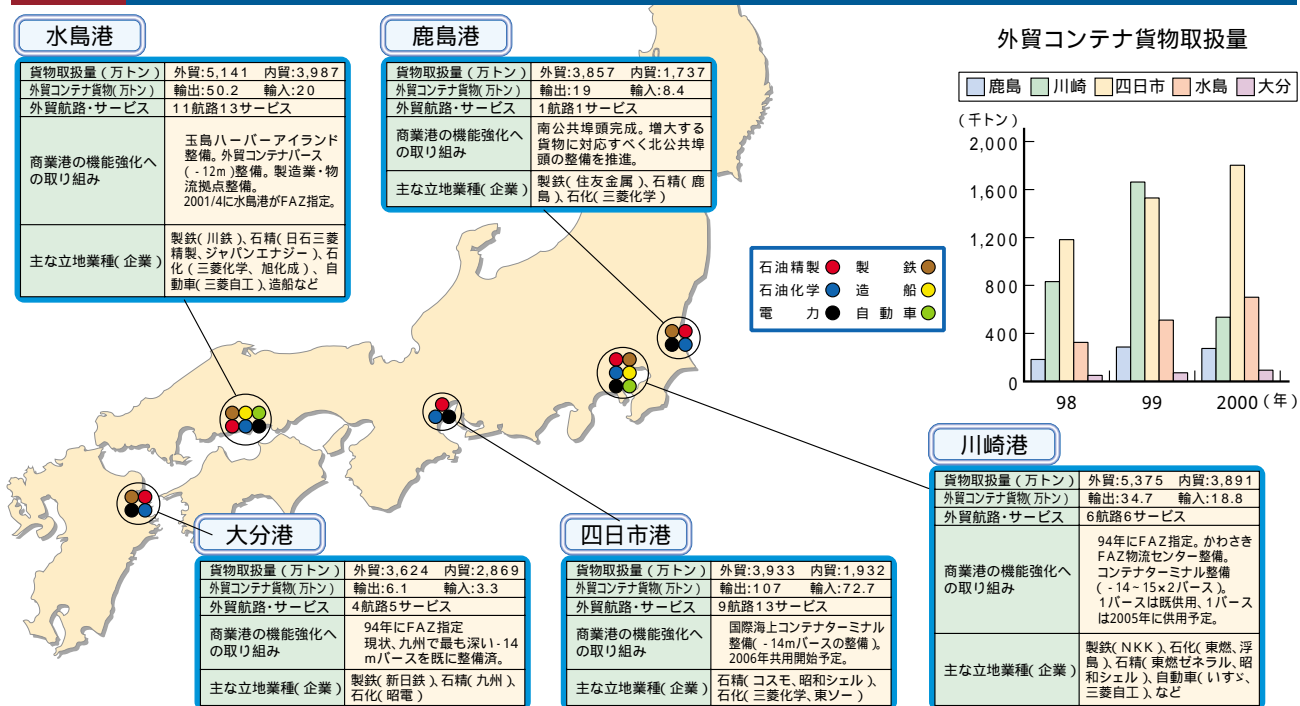 水島港
貨物取扱量（万トン） 外貿:5,141 内貿:3,987
外貿コンテナ貨物(万トン) 輸出:50.2 輸入:20
外貿航路・サービス 11航路13サービス
商業港の機能強化へ
の取り組み
玉島ハーバーアイランド
整備。外貿コンテナバース
(-12m)整備。製造業・物
流拠点整備。
2001/4に水島港がFAZ指定。
主な立地業種(企業)
製鉄(川鉄)、石精(日石三菱
精製、ジャパンエナジー)、石
化(三菱化学、旭化成)、自
動車(三菱自工)、造船など
鹿島港
貨物取扱量（万トン） 外貿:3,857 内貿:1,737
外貿コンテナ貨物(万トン) 輸出:19 輸入:8.4
外貿航路・サービス 1航路1サービス
商業港の機能強化へ
の取り組み
南公共埠頭完成。増大する
貨物に対応すべく北公共埠
頭の整備を推進。
主な立地業種(企業)
製鉄(住友金属)、石精(鹿
島)、石化(三菱化学)
外貿コンテナ貨物取扱量
鹿島 川崎 四日市 水島 大分
(千トン)
2,000
1,600
1,200
800
400
0
98 99 2000 (年)
石油精製 製鉄
石油化学 造船
電力 自動車
大分港
貨物取扱量（万トン） 外貿:3,624 内貿:2,869
外貿コンテナ貨物(万トン) 輸出:6.1 輸入:3.3
外貿航路・サービス 4航路5サービス
商業港の機能強化へ
の取り組み
94年にFAZ指定
現状、九州で最も深い-14
mバースを既に整備済。
主な立地業種(企業)
製鉄(新日鉄)、石精(九州)、
石化(昭電)
四日市港
貨物取扱量（万トン） 外貿:3,933 内貿:1,932
外貿コンテナ貨物(万トン) 輸出:107 輸入:72.7
外貿航路・サービス 9航路13サービス
商業港の機能強化へ
の取り組み
国際海上コンテナターミナル
整備(-14mバースの整備)。
2006年共用開始予定。
主な立地業種(企業)
石精(コスモ、昭和シェル)、
石化(三菱化学、東ソー)
川崎港
貨物取扱量（万トン） 外貿:5,375 内貿:3,891
外貿コンテナ貨物(万トン) 輸出:34.7 輸入:18.8
外貿航路・サービス 6航路6サービス
商業港の機能強化へ
の取り組み
94年にFAZ指定。かわさき
FAZ物流センター整備。
コンテナターミナル整備
(-14~15×2バース)。
1バースは既供用、1バース
は2005年に供用予定。
主な立地業種(企業)
製鉄(NKK)、石化(東燃、浮
島)、石精(東燃ゼネラル、昭
和シェル)、自動車(いすゞ、
三菱自工)、など